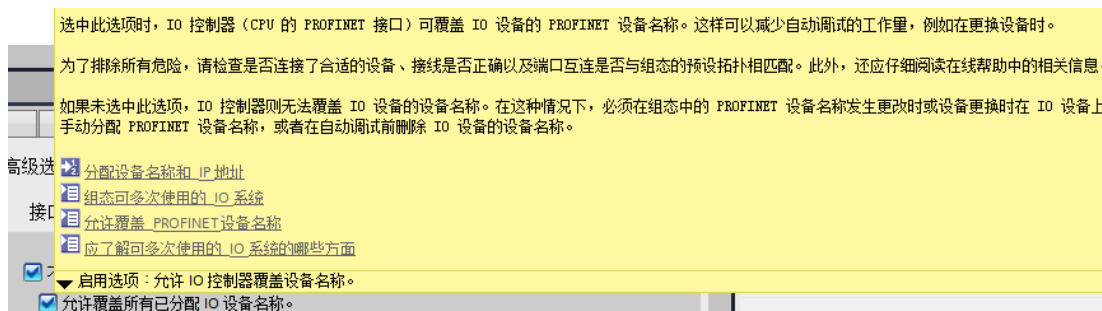 选中此选项时，IO 控制器（CPU 的 PROFINET 接口）可覆盖 IO 设备的 PROFINET 设备名称。这样可以减少自动调试的工作量，例如在更换设备时。
为了排除所有危险，请检查是否连接了合适的设备、接线是否正确以及端口互连是否与组态的预设拓扑相匹配。此外，还应仔细阅读在线帮助中的相关信息。
如果未选中此选项，IO 控制器则无法覆盖 IO 设备的设备名称。在这种情况下，必须在组态中的 PROFINET 设备名称发生更改时或设备更换时在 IO 设备上
手动分配 PROFINET 设备名称，或者在自动调试前删除 IO 设备的设备名称。
高级选
分配设备名称和 IP 地址
组态可多次使用的 IO 系统
接口
允许覆盖 PROFINET 设备名称
应了解可多次使用的 IO 系统的哪些方面
启用选项：允许 IO 控制器覆盖设备名称。
允许覆盖所有已分配 IO 设备名称。